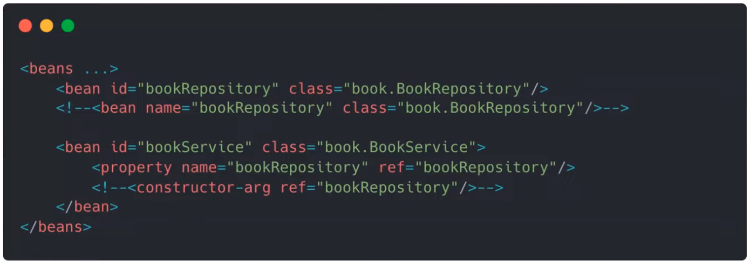 <beans ...>
    <bean id="bookRepository" class="book.BookRepository"/>
    <!--<bean name="bookRepository" class="book.BookRepository"/>-->

    <bean id="bookService" class="book.BookService">
        <property name="bookRepository" ref="bookRepository"/>
        <!--<constructor-arg ref="bookRepository"/>-->
    </bean>
</beans>